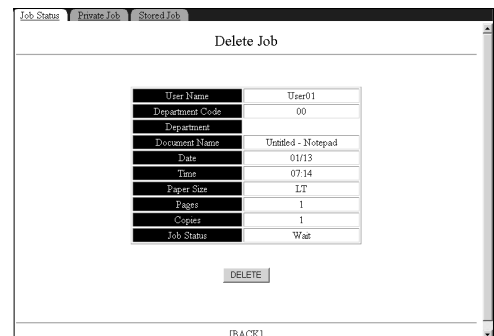 Job Status Private Job Stored Job
Delete Job
User Name User01
Department Code 00
Department
Document Name Untitled - Notepad
Date 01/13
Time 07:14
Paper Size LT
Pages 1
Copies 1
Job Status Wait
DELETE
[BACK]